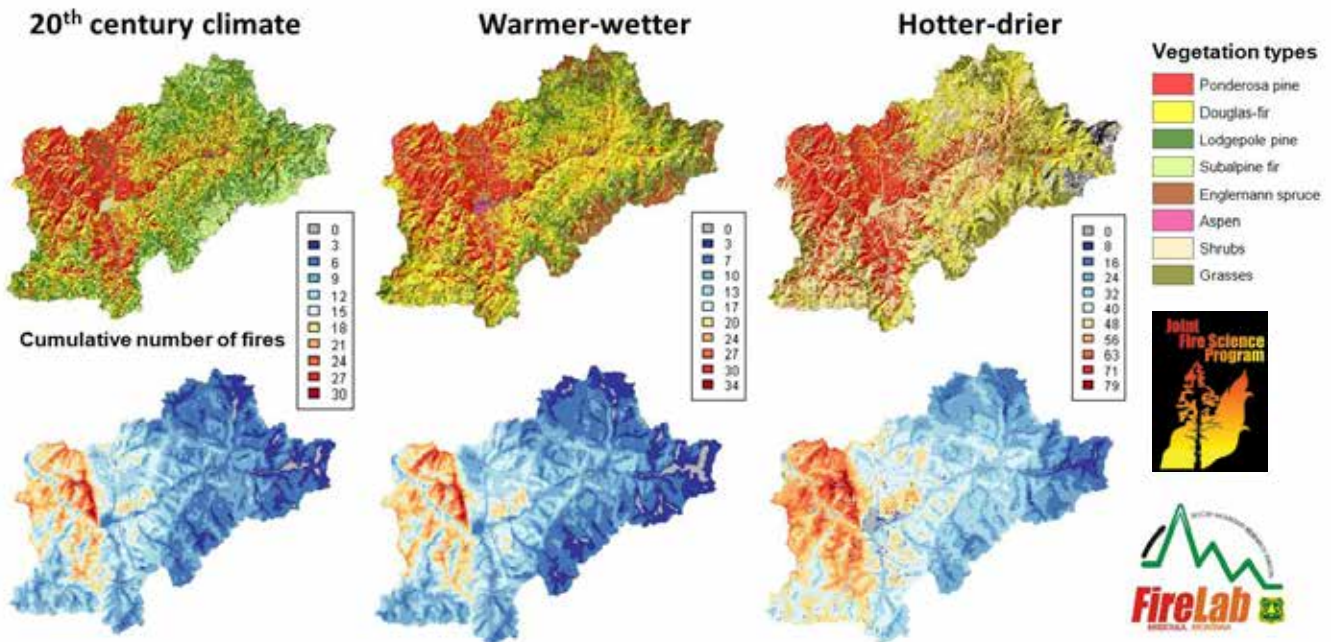 20th century climate
Warmer-wetter
Hotter-drier
Vegetation types
Ponderosa pine
Douglas-fir
Lodgepole pine
Subalpine fir
Englemann spruce
Aspen
Shrubs
Grasses
0
3
6
9
12
15
18
21
24
27
30
0
3
7
10
13
17
20
24
27
30
34
0
8
16
24
32
40
48
56
63
71
79
Cumulative number of fires
Joint
Fire Science
Program
FireLab
MISSOULA, MONTANA